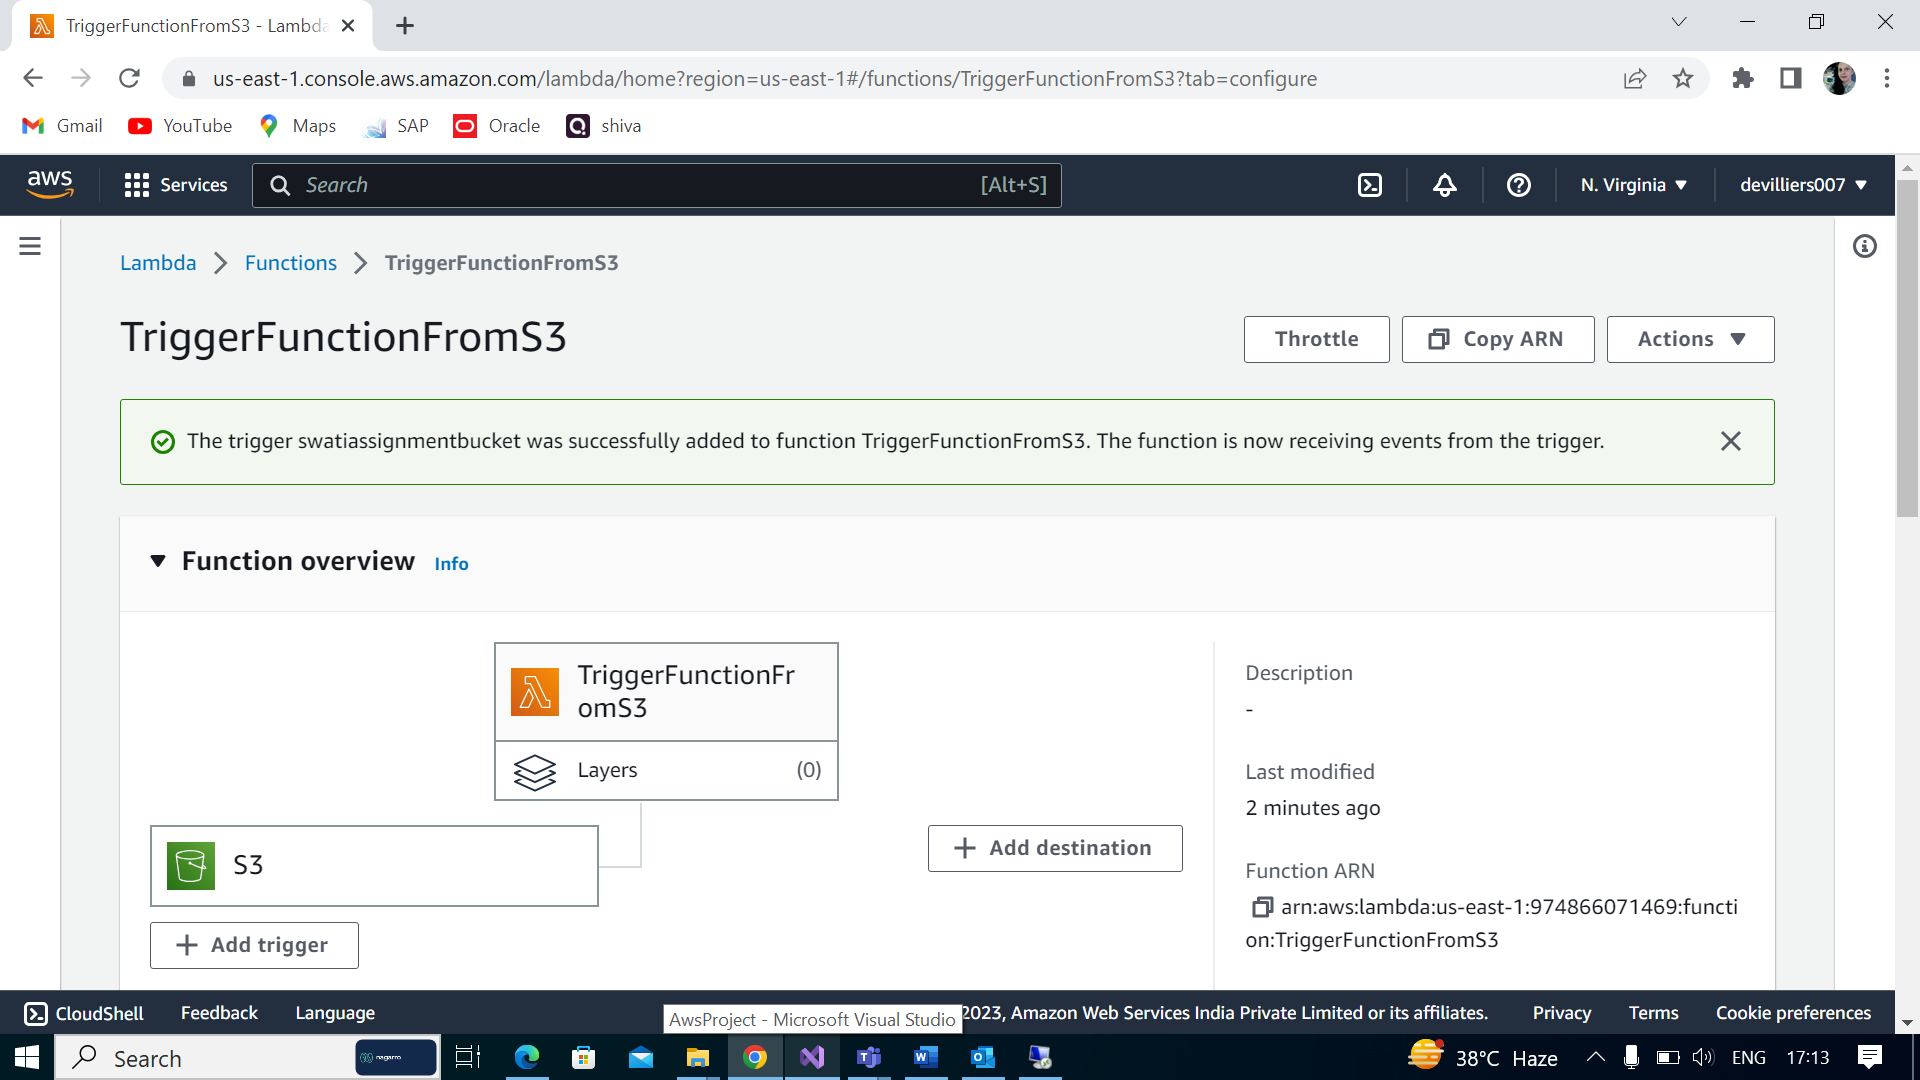 TriggerFunctionFromS3 - Lambda
us-east-1.console.aws.amazon.com/lambda/home?region=us-east-1#/functions/TriggerFunctionFromS3?tab=configure
Gmail YouTube Maps SAP Oracle shiva
aws Services Search [Alt+S] N. Virginia devilliers007
Lambda Functions TriggerFunctionFromS3
TriggerFunctionFromS3
Throttle Copy ARN Actions
The trigger swatiassignmentbucket was successfully added to function TriggerFunctionFromS3. The function is now receiving events from the trigger.
Function overview Info
TriggerFunctionFr
omS3
Layers (0)
S3
Add trigger
Add destination
Description
-
Last modified
2 minutes ago
Function ARN
arn:aws:lambda:us-east-1:974866071469:functi
on:TriggerFunctionFromS3
CloudShell Feedback Language 2023, Amazon Web Services India Private Limited or its affiliates. Privacy Terms Cookie preferences
AwsProject - Microsoft Visual Studio
Search nagarro 38°C Haze ENG 17:13